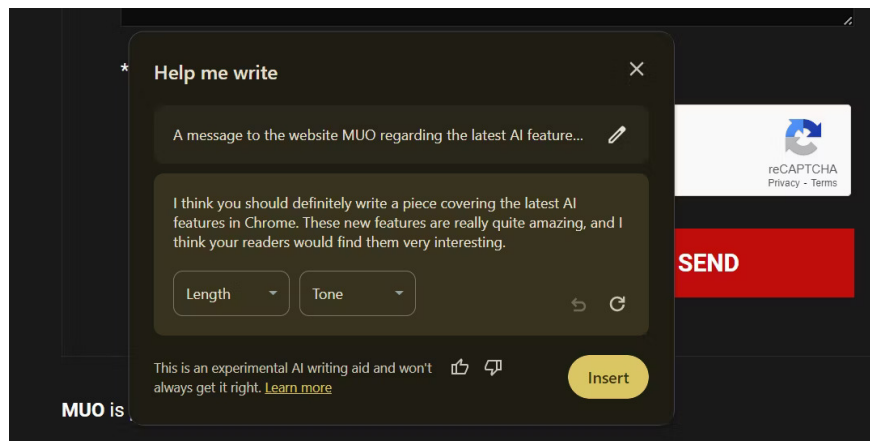 *
Help me write
A message to the website MUO regarding the latest AI feature...
I think you should definitely write a piece covering the latest AI
features in Chrome. These new features are really quite amazing, and I
think your readers would find them very interesting.
Length
Tone
This is an experimental AI writing aid and won't
always get it right. Learn more
Insert
reCAPTCHA
Privacy - Terms
SEND
MUO is